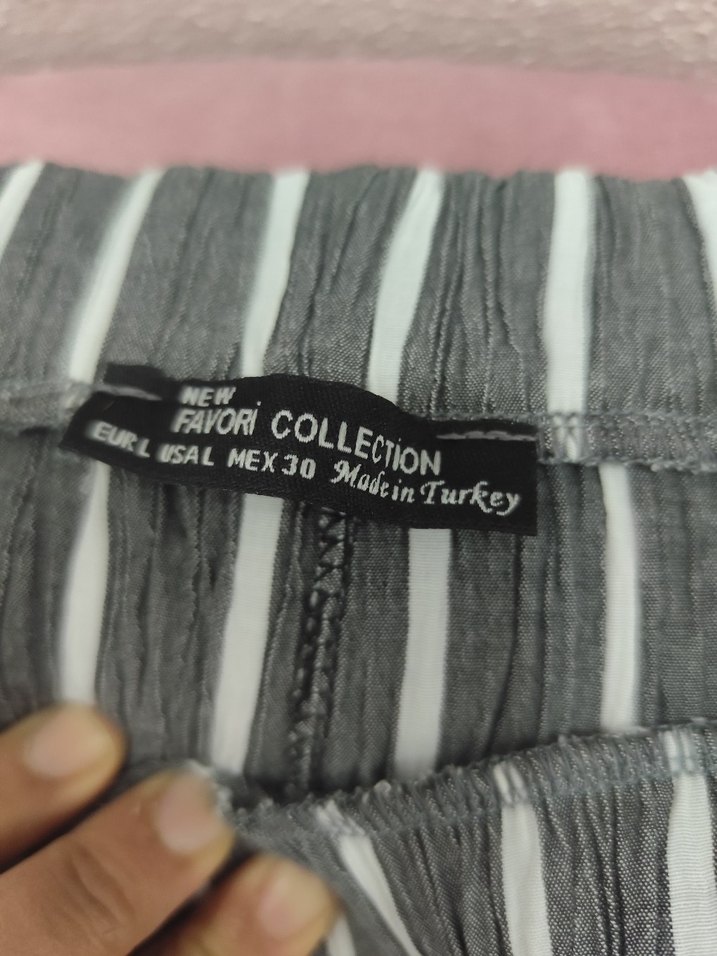 NEW
FAVORi COLLECTiON
EUR L USA L MEX 30 Made in Turkey